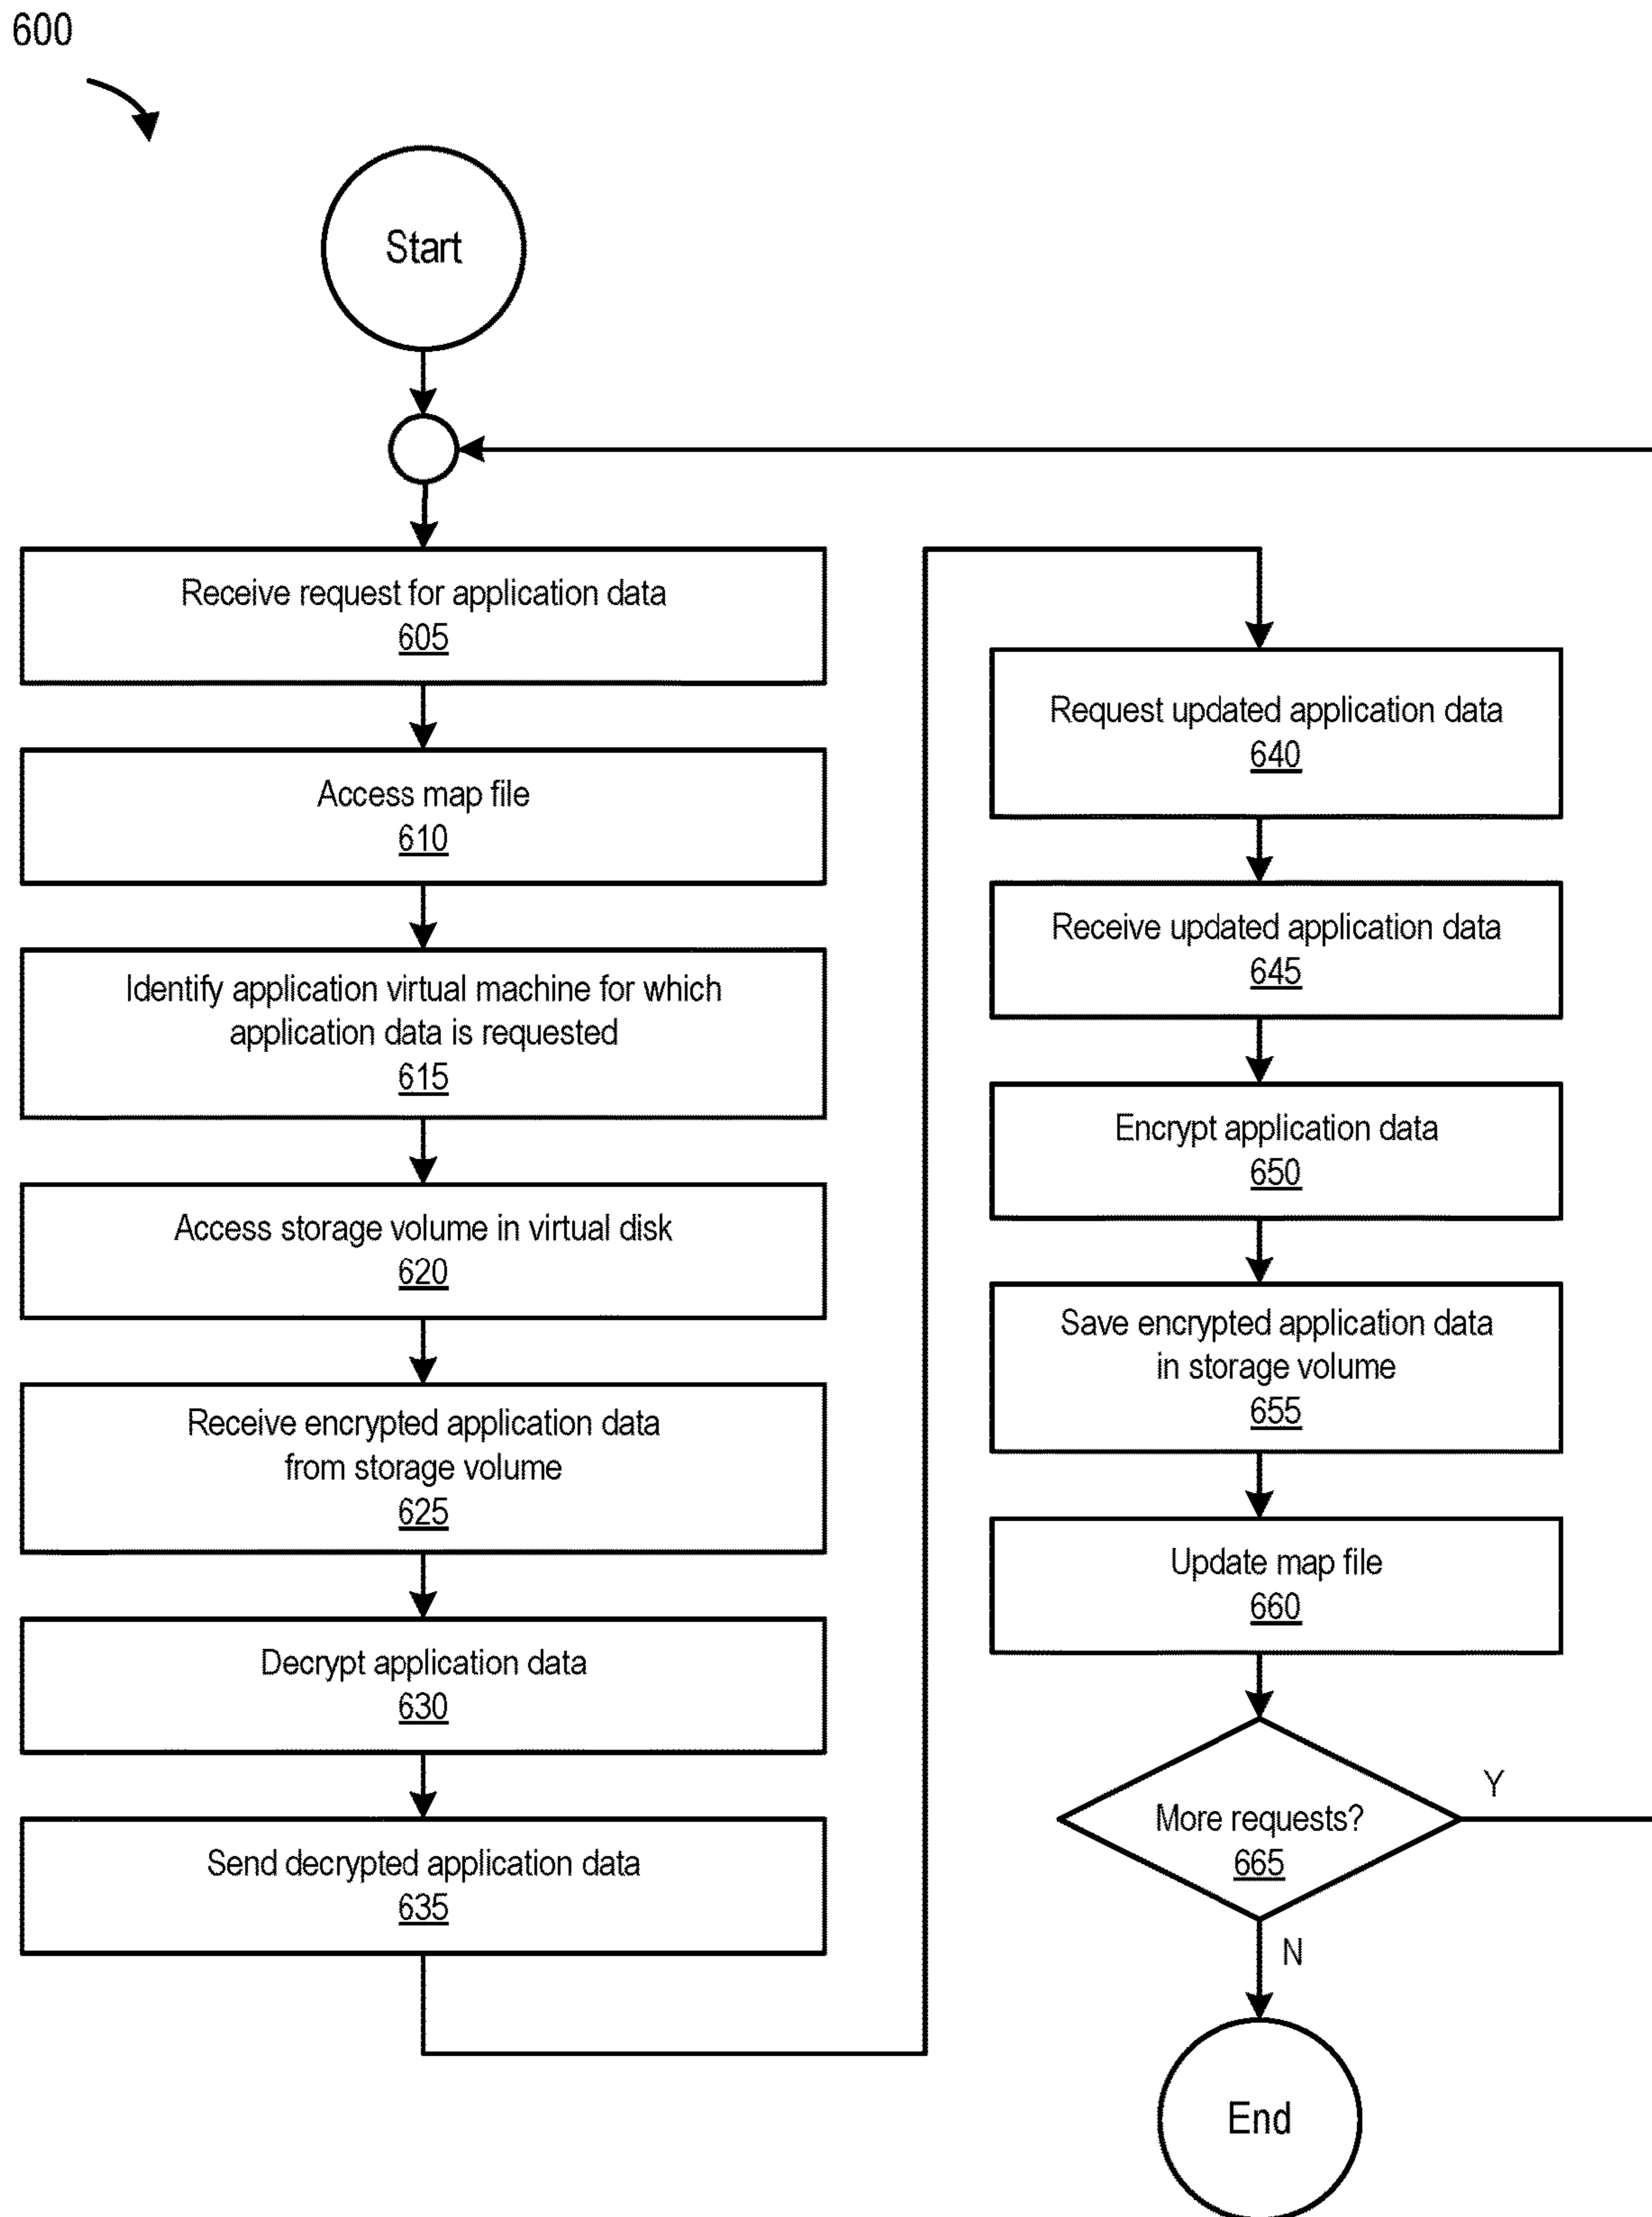 600
Start
Receive request for application data
605
Access map file
610
Identify application virtual machine for which
application data is requested
615
Access storage volume in virtual disk
620
Receive encrypted application data
from storage volume
625
Decrypt application data
630
Send decrypted application data
635
Request updated application data
640
Receive updated application data
645
Encrypt application data
650
Save encrypted application data
in storage volume
655
Update map file
660
More requests?
665
Y
N
End